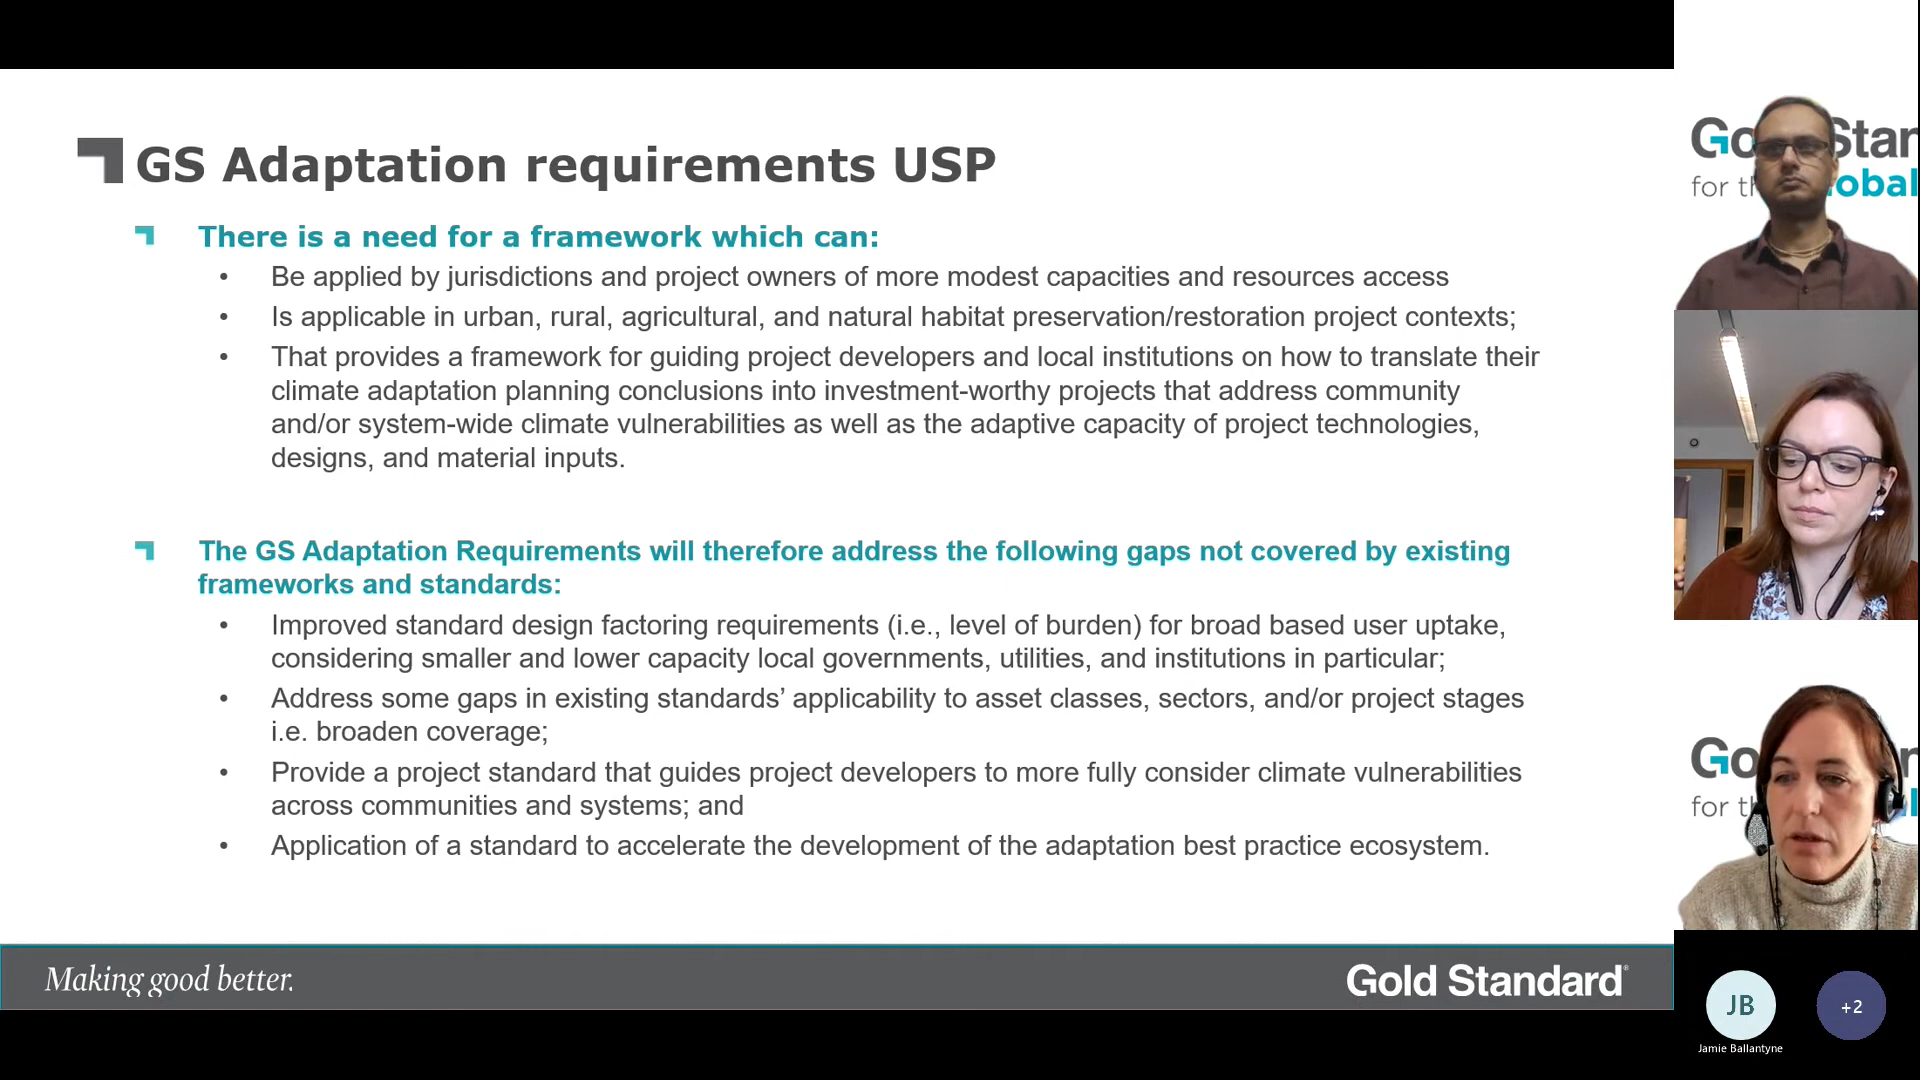 GS Adaptation requirements USP
There is a need for a framework which can:
• Be applied by jurisdictions and project owners of more modest capacities and resources access
• Is applicable in urban, rural, agricultural, and natural habitat preservation/restoration project contexts;
• That provides a framework for guiding project developers and local institutions on how to translate their
climate adaptation planning conclusions into investment-worthy projects that address community
and/or system-wide climate vulnerabilities as well as the adaptive capacity of project technologies,
designs, and material inputs.
The GS Adaptation Requirements will therefore address the following gaps not covered by existing
frameworks and standards:
• Improved standard design factoring requirements (i.e., level of burden) for broad based user uptake,
considering smaller and lower capacity local governments, utilities, and institutions in particular;
• Address some gaps in existing standards’ applicability to asset classes, sectors, and/or project stages
i.e. broaden coverage;
• Provide a project standard that guides project developers to more fully consider climate vulnerabilities
across communities and systems; and
• Application of a standard to accelerate the development of the adaptation best practice ecosystem.
Making good better.
Gold Standard®
for
JB
+2
Jamie Ballantyne